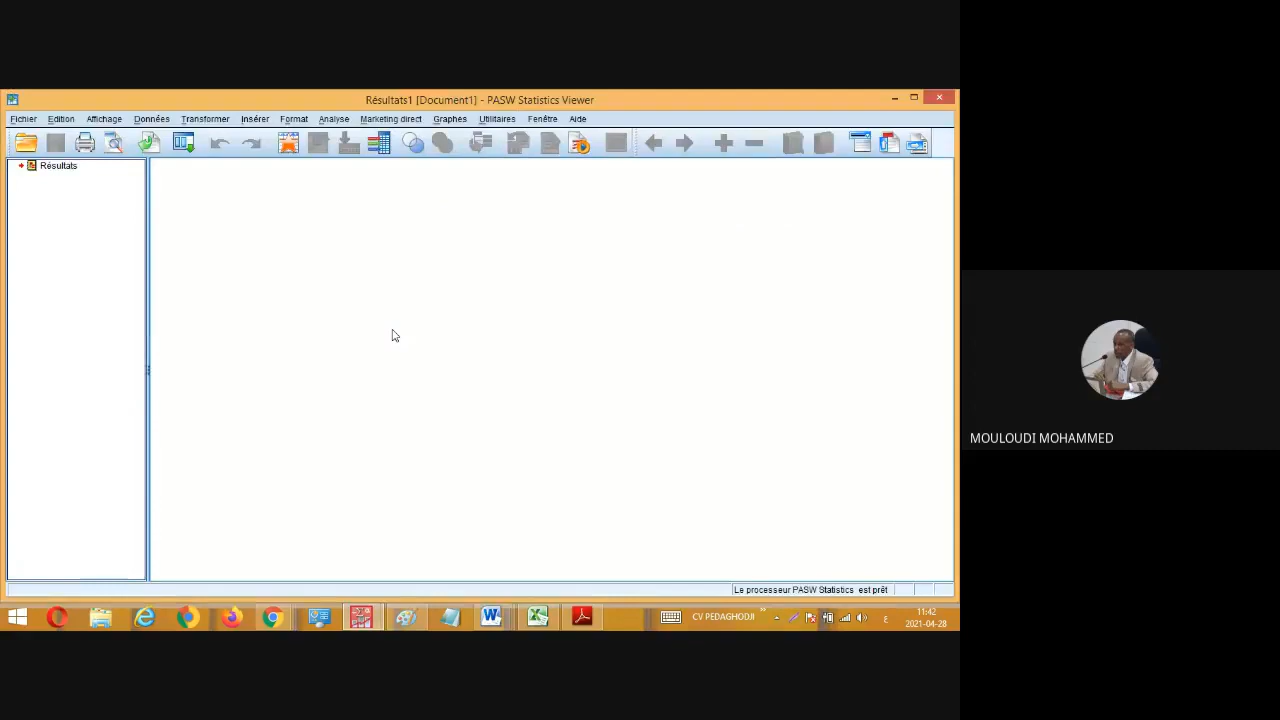 Résultats1 [Document1] - PASW Statistics Viewer
Fichier Edition Affichage Données Transformer Insérer Format Analyse Marketing direct Graphes Utilitaires Fenêtre Aide
Résultats
MOULOUDI MOHAMMED
Le processeur PASW Statistics est prêt
CV PEDAGHODJI
ع
11:42
2021-04-28